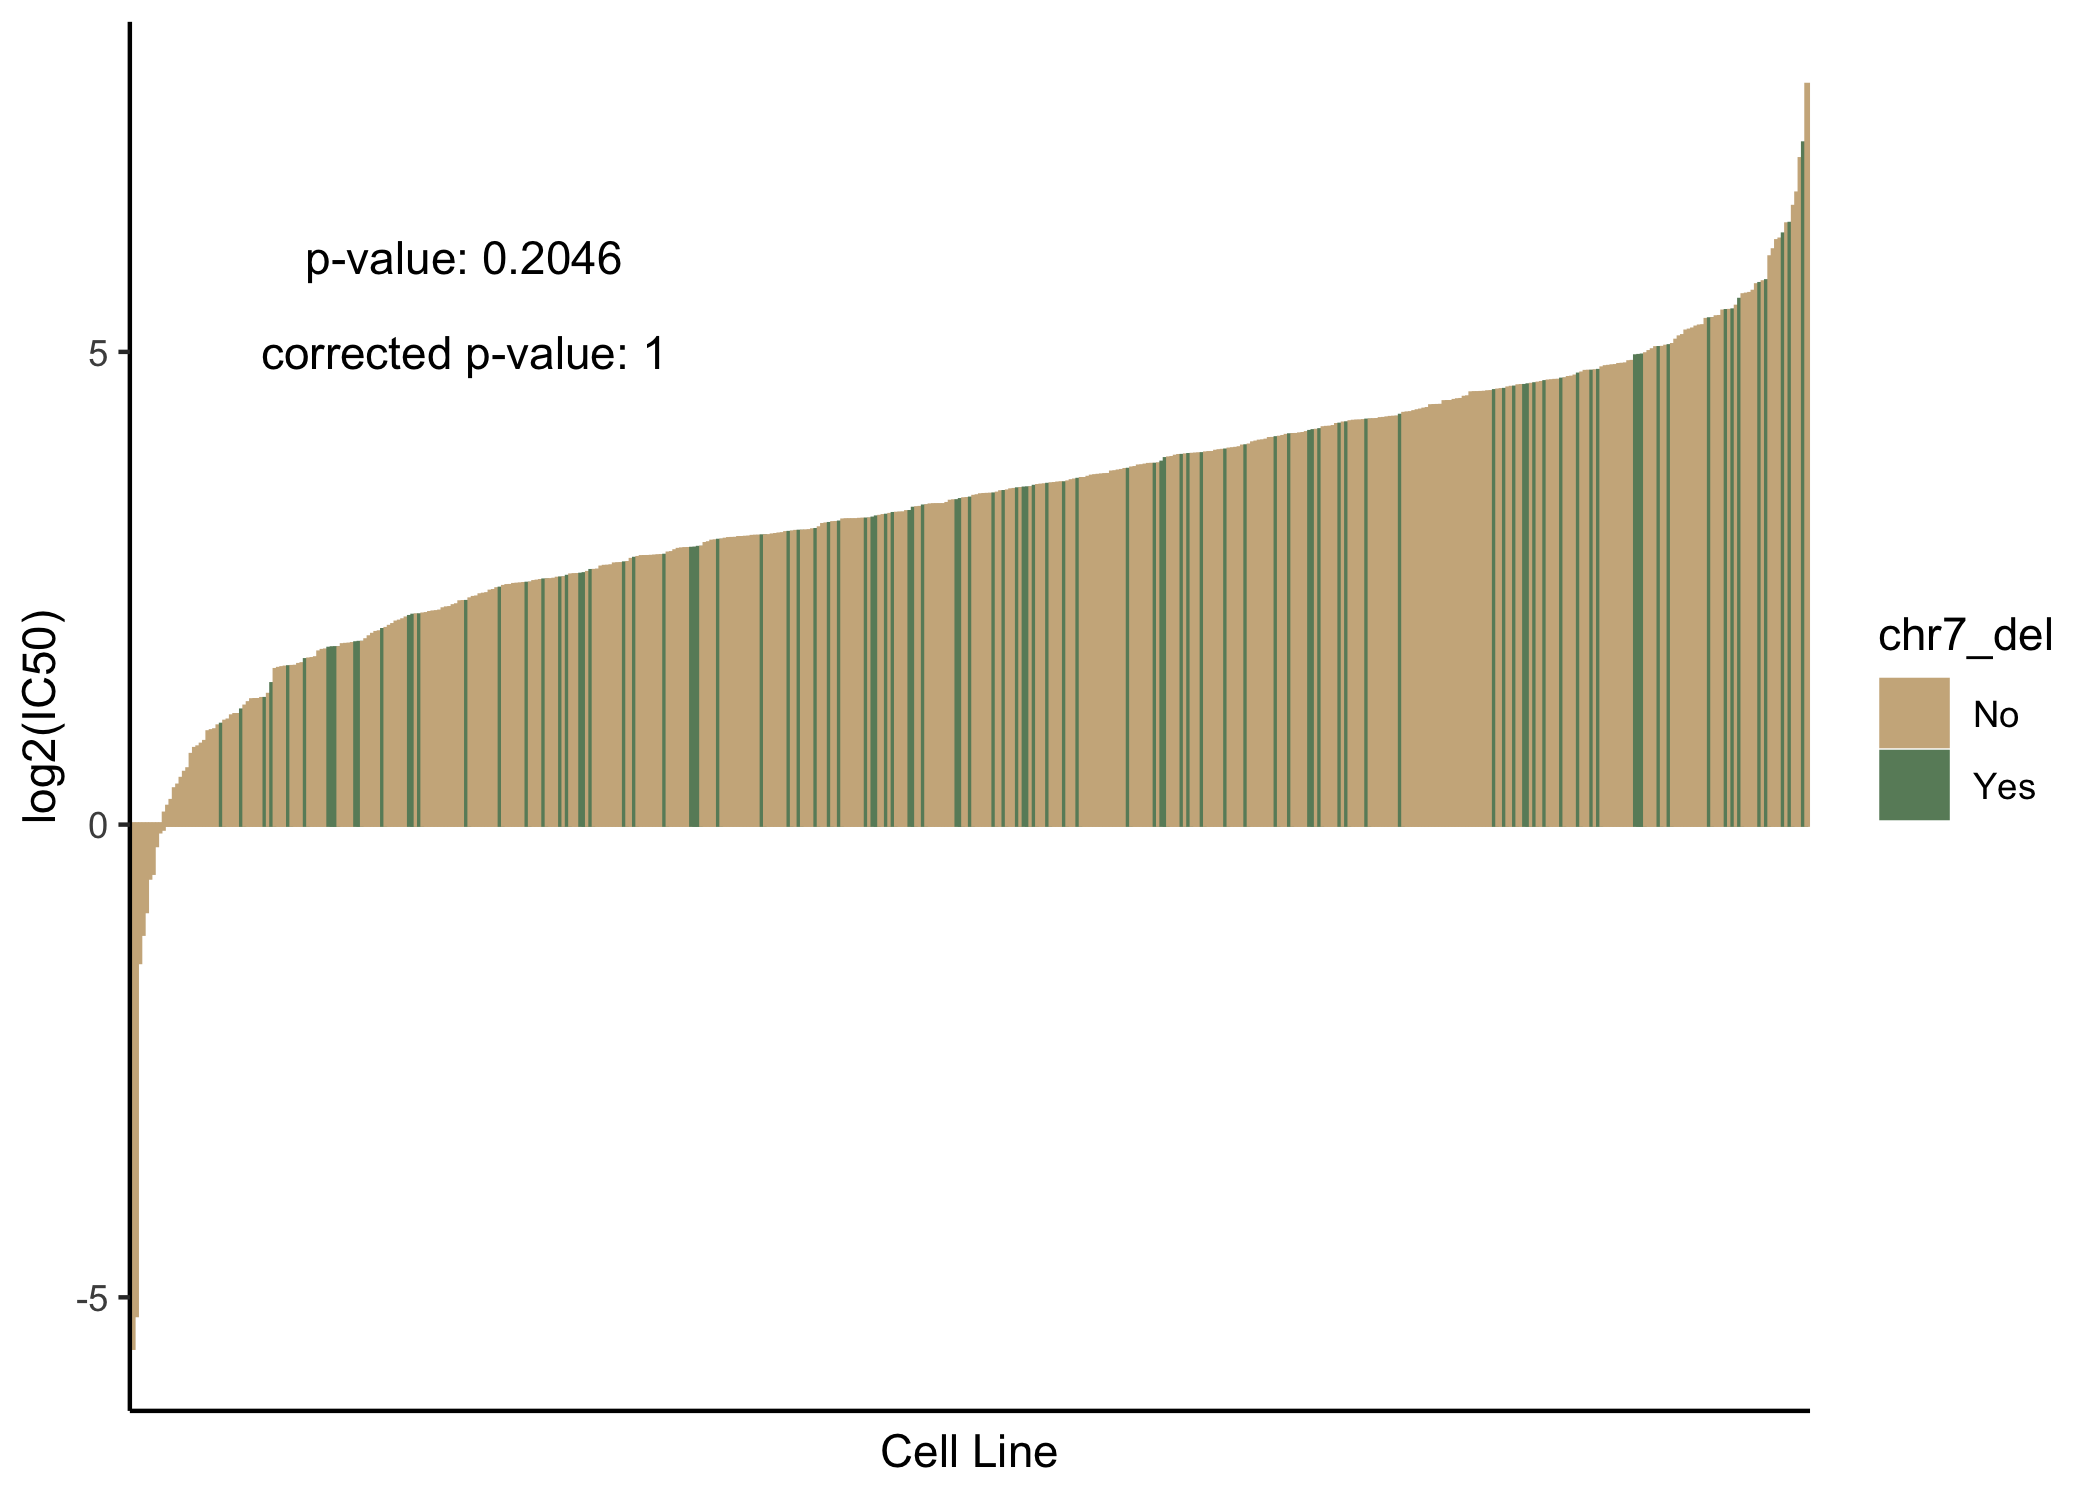 p-value: 0.2046
corrected p-value: 1
5
0
-5
log2(IC50)
Cell Line
chr7_del
No
Yes